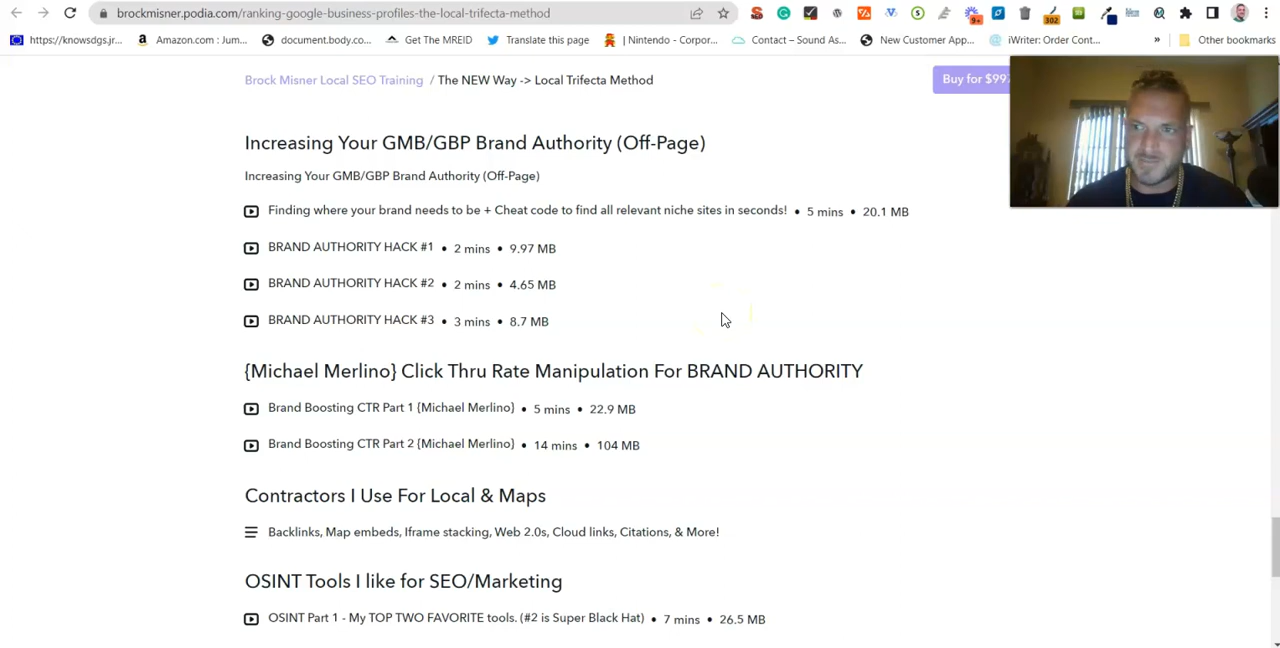 brockmisner.podia.com/ranking-google-business-profiles-the-local-trifecta-method
9+
302
https://knowsdgs.jr...
Amazon.com : Jum...
document.body.co...
Get The MREID
Translate this page
| Nintendo - Corpor...
Contact – Sound As...
New Customer App...
iWriter: Order Cont...
»
Other bookmarks
Brock Misner Local SEO Training / The NEW Way -> Local Trifecta Method
Buy for $997
Increasing Your GMB/GBP Brand Authority (Off-Page)
Increasing Your GMB/GBP Brand Authority (Off-Page)
Finding where your brand needs to be + Cheat code to find all relevant niche sites in seconds! • 5 mins • 20.1 MB
BRAND AUTHORITY HACK #1 • 2 mins • 9.97 MB
BRAND AUTHORITY HACK #2 • 2 mins • 4.65 MB
BRAND AUTHORITY HACK #3 • 3 mins • 8.7 MB
{Michael Merlino} Click Thru Rate Manipulation For BRAND AUTHORITY
Brand Boosting CTR Part 1 {Michael Merlino} • 5 mins • 22.9 MB
Brand Boosting CTR Part 2 {Michael Merlino} • 14 mins • 104 MB
Contractors I Use For Local & Maps
Backlinks, Map embeds, Iframe stacking, Web 2.0s, Cloud links, Citations, & More!
OSINT Tools I like for SEO/Marketing
OSINT Part 1 - My TOP TWO FAVORITE tools. (#2 is Super Black Hat) • 7 mins • 26.5 MB